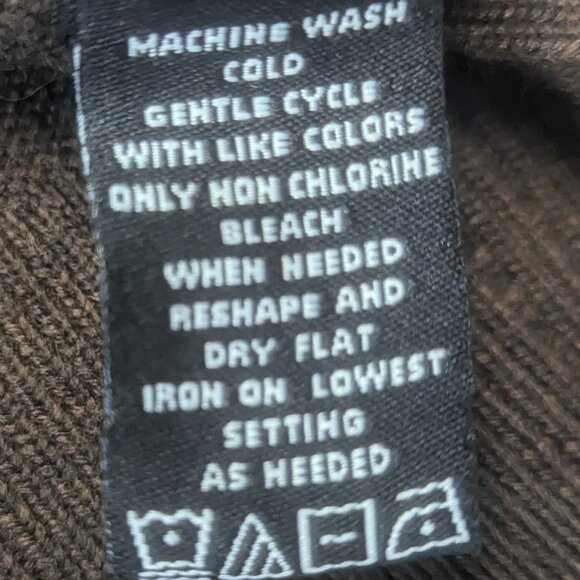 MACHINE WASH
COLD
GENTLE CYCLE
WITH LIKE COLORS
ONLY NON CHLORINE
BLEACH
WHEN NEEDED
RESHAPE AND
DRY FLAT
IRON ON LOWEST
SETTING
AS NEEDED